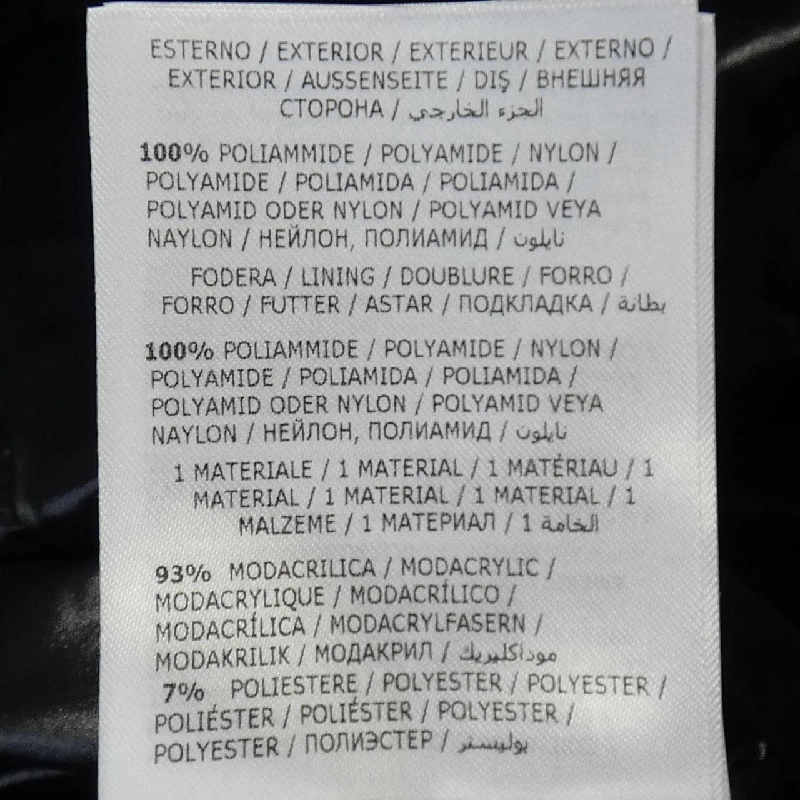 ESTERNO / EXTERIOR / EXTERIEUR / EXTERNO /
EXTERIOR / AUSSENSEITE / DIŞ / ВНЕШНЯЯ
СТОРОНА / الجزء الخارجي
100% POLIAMMIDE / POLYAMIDE / NYLON /
POLYAMIDE / POLIAMIDA / POLIAMIDA /
POLYAMID ODER NYLON / POLYAMID VEYA
NAYLON / НЕЙЛОН, ПОЛИАМИД / نايلون
FODERA / LINING / DOUBLURE / FORRO /
FORRO / FUTTER / ASTAR / ПОДКЛАДКА / بطانة
100% POLIAMMIDE / POLYAMIDE / NYLON /
POLYAMIDE / POLIAMIDA / POLIAMIDA /
POLYAMID ODER NYLON / POLYAMID VEYA
NAYLON / НЕЙЛОН, ПОЛИАМИД / نايلون
1 MATERIALE / 1 MATERIAL / 1 MATÉRIAU / 1
MATERIAL / 1 MATERIAL / 1 MATERIAL / 1
MALZEME / 1 МАТЕРИАЛ / 1 الخامة
93% MODACRILICA / MODACRYLIC /
MODACRYLIQUE / MODACRÍLICO /
MODACRÍLICA / MODACRYLFASERN /
MODAKRILIK / МОДАКРИЛ / موداكليريك
7% POLIESTERE / POLYESTER / POLYESTER /
POLIÉSTER / POLIÉSTER / POLYESTER /
POLYESTER / ПОЛИЭСТЕР / بوليستر